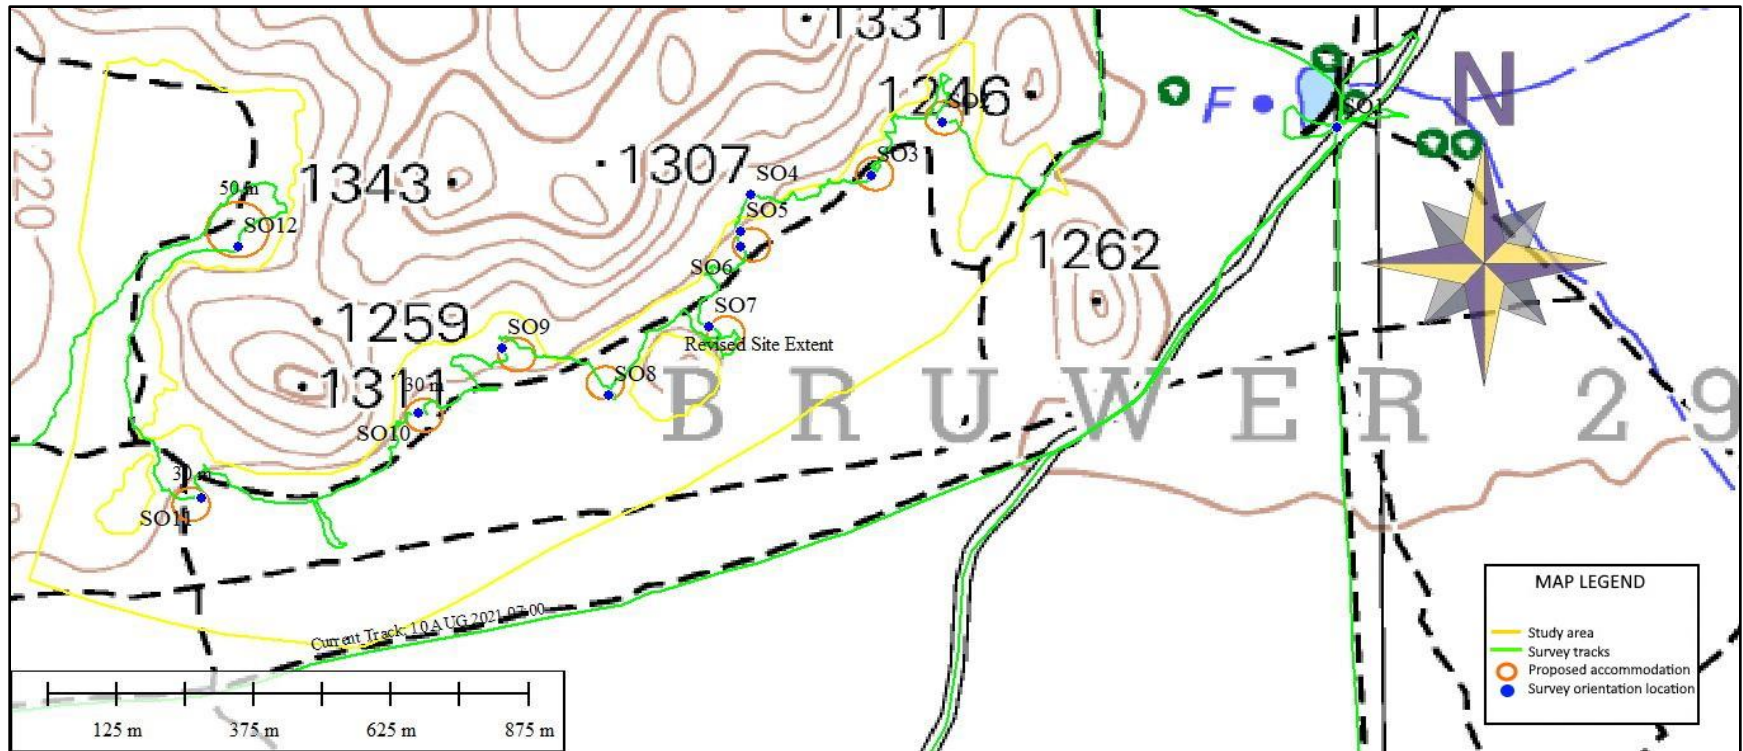 1331
N
1246
SO2
SO1
F
1220
1307
SO3
1343
SO4
50 m
SO5
SO12
1262
SO6
1259
SO7
SO9
Revised Site Extent
1311
30 m
SO8
BRUWER 29
SO10
30 m
SO11
Current Track: 10 AUG 2021 07:00
MAP LEGEND
Study area
Survey tracks
Proposed accommodation
Survey orientation location
125 m 375 m 625 m 875 m